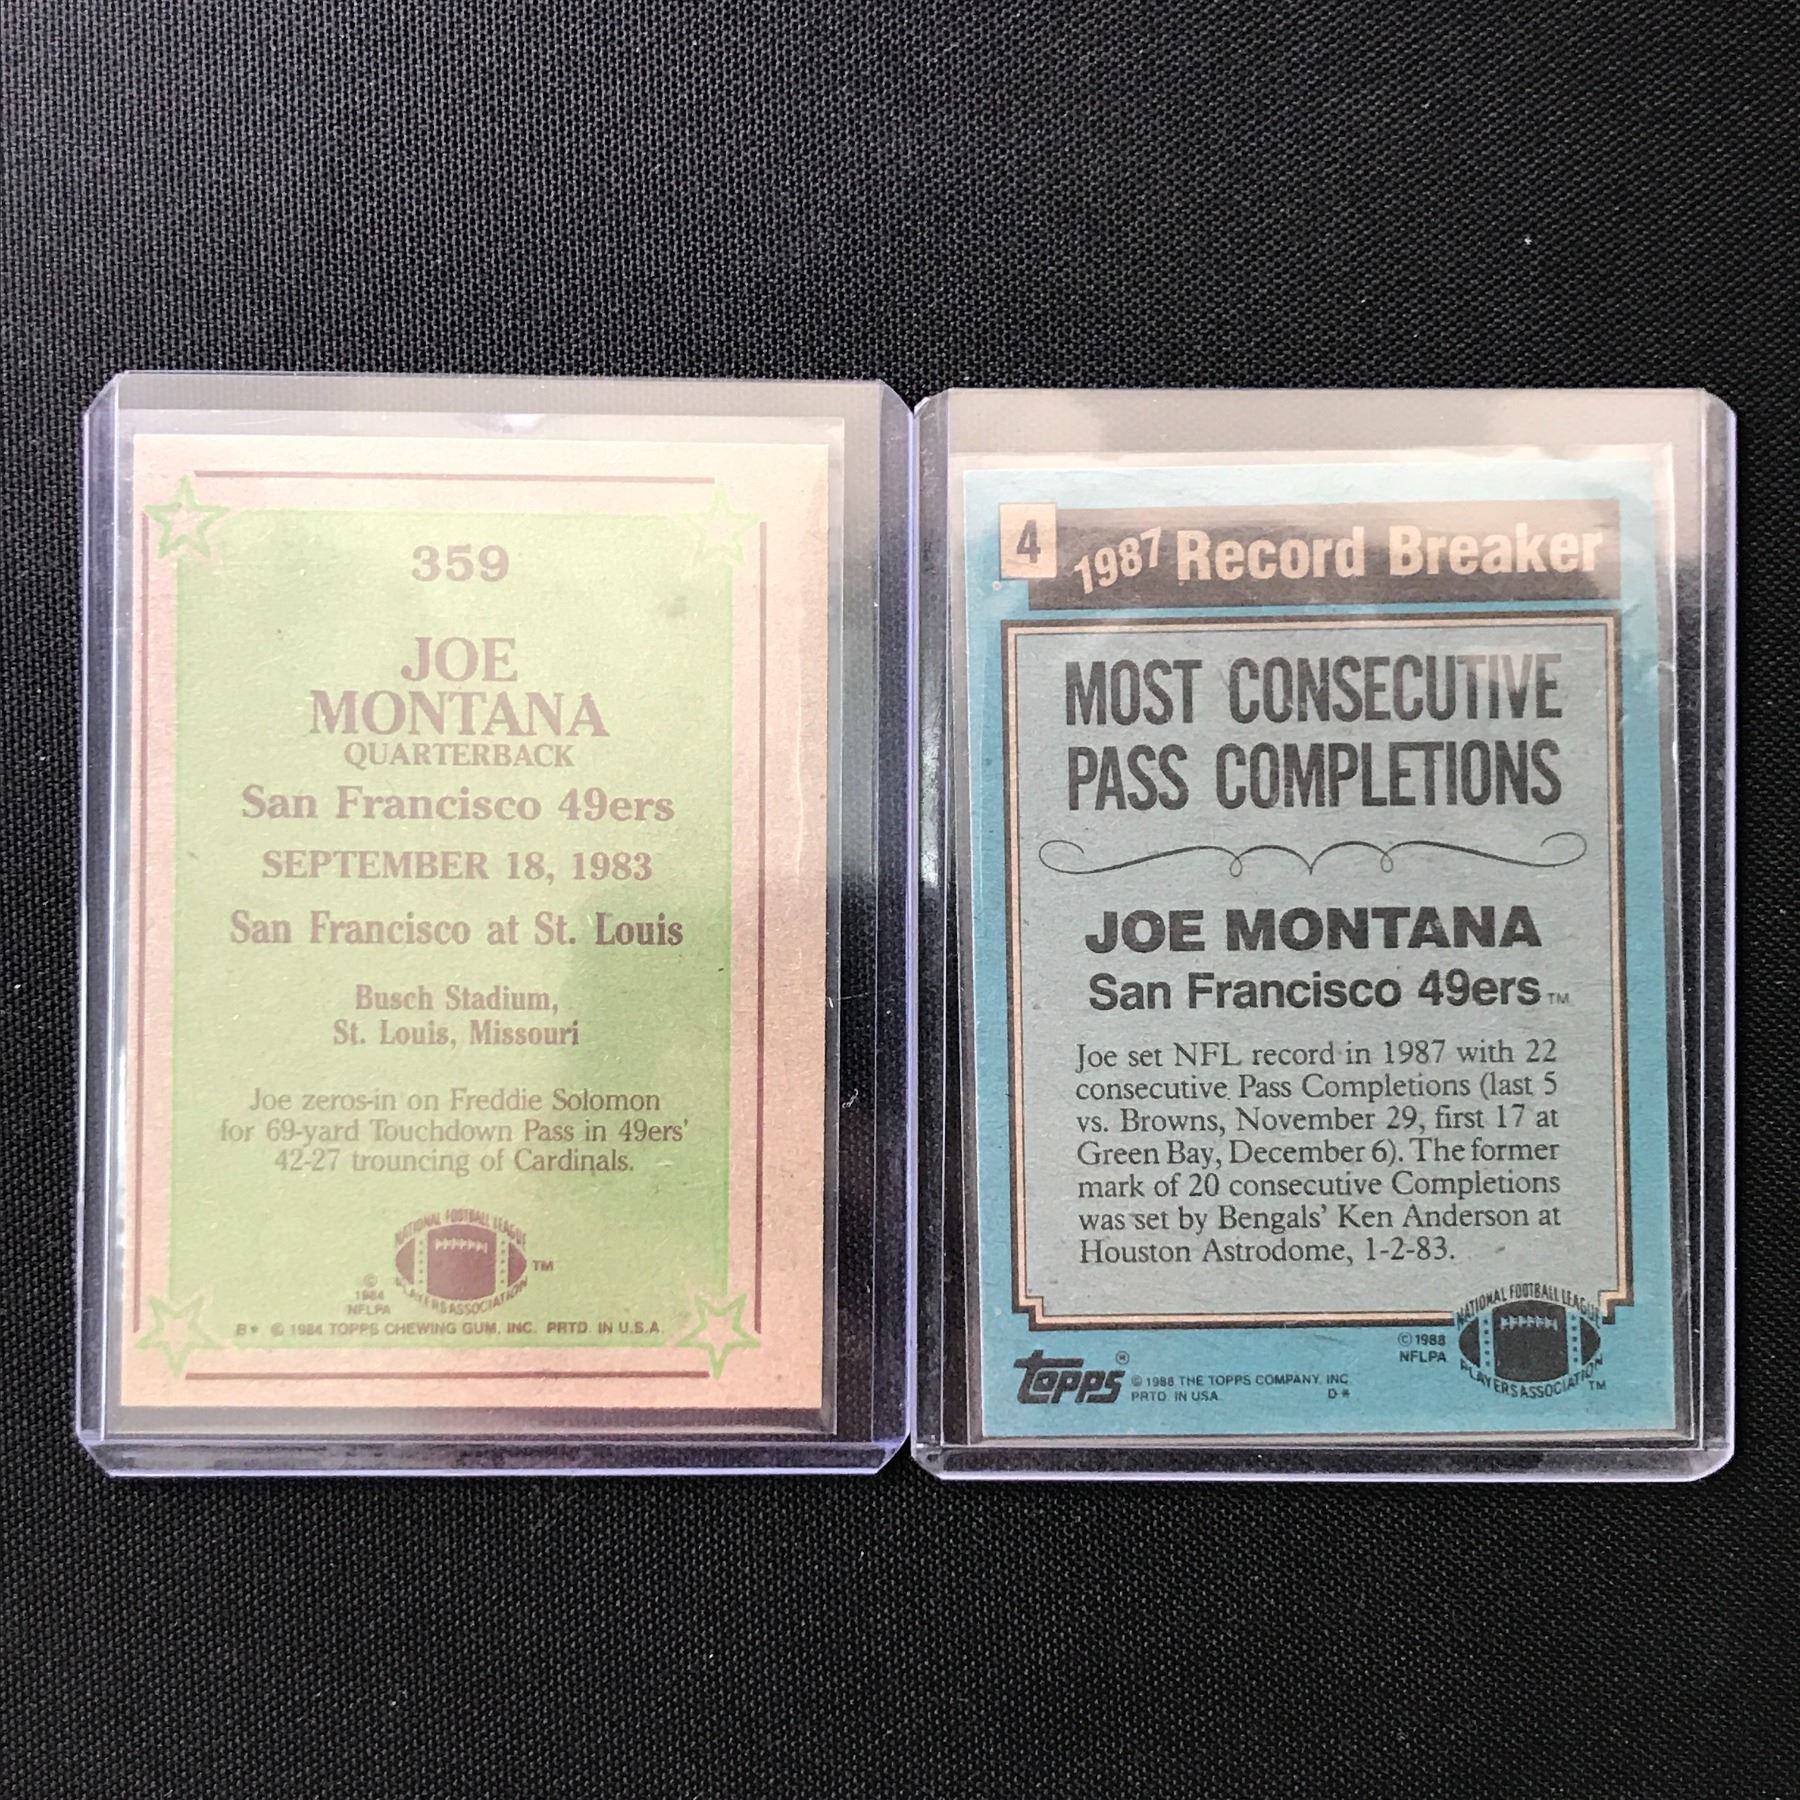 359
JOE
MONTANA
QUARTERBACK
San Francisco 49ers
SEPTEMBER 18, 1983
San Francisco at St. Louis
Busch Stadium,
St. Louis, Missouri
Joe zeros-in on Freddie Solomon
for 69-yard Touchdown Pass in 49ers'
42-27 trouncing of Cardinals.
NATIONAL FOOTBALL LEAGUE
PLAYERS ASSOCIATION
TM
©
1984
NFLPA
B* © 1984 TOPPS CHEWING GUM, INC. PRTD. IN U.S.A.
4
1987 Record Breaker
MOST CONSECUTIVE
PASS COMPLETIONS
JOE MONTANA
San Francisco 49ers TM
Joe set NFL record in 1987 with 22
consecutive Pass Completions (last 5
vs. Browns, November 29, first 17 at
Green Bay, December 6). The former
mark of 20 consecutive Completions
was set by Bengals' Ken Anderson at
Houston Astrodome, 1-2-83.
© 1988
NFLPA
NATIONAL FOOTBALL LEAGUE
PLAYERS ASSOCIATION
TM
topps®
© 1988 THE TOPPS COMPANY, INC.
PRTD. IN USA D*